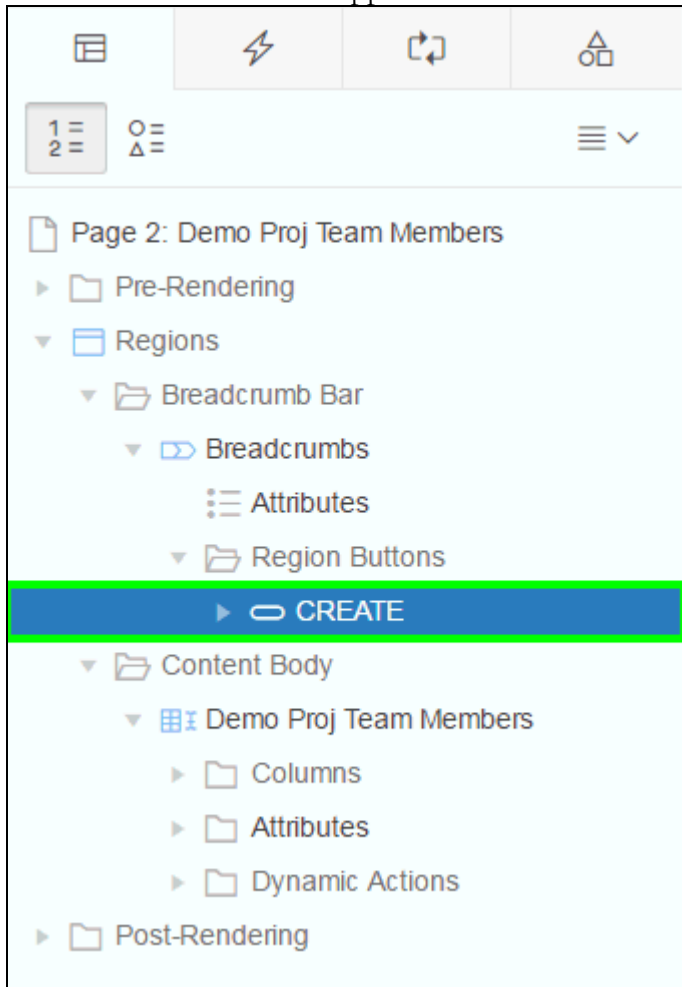 Page 2: Demo Proj Team Members
Pre-Rendering
Regions
Breadcrumb Bar
Breadcrumbs
Attributes
Region Buttons
CREATE
Content Body
Demo Proj Team Members
Columns
Attributes
Dynamic Actions
Post-Rendering